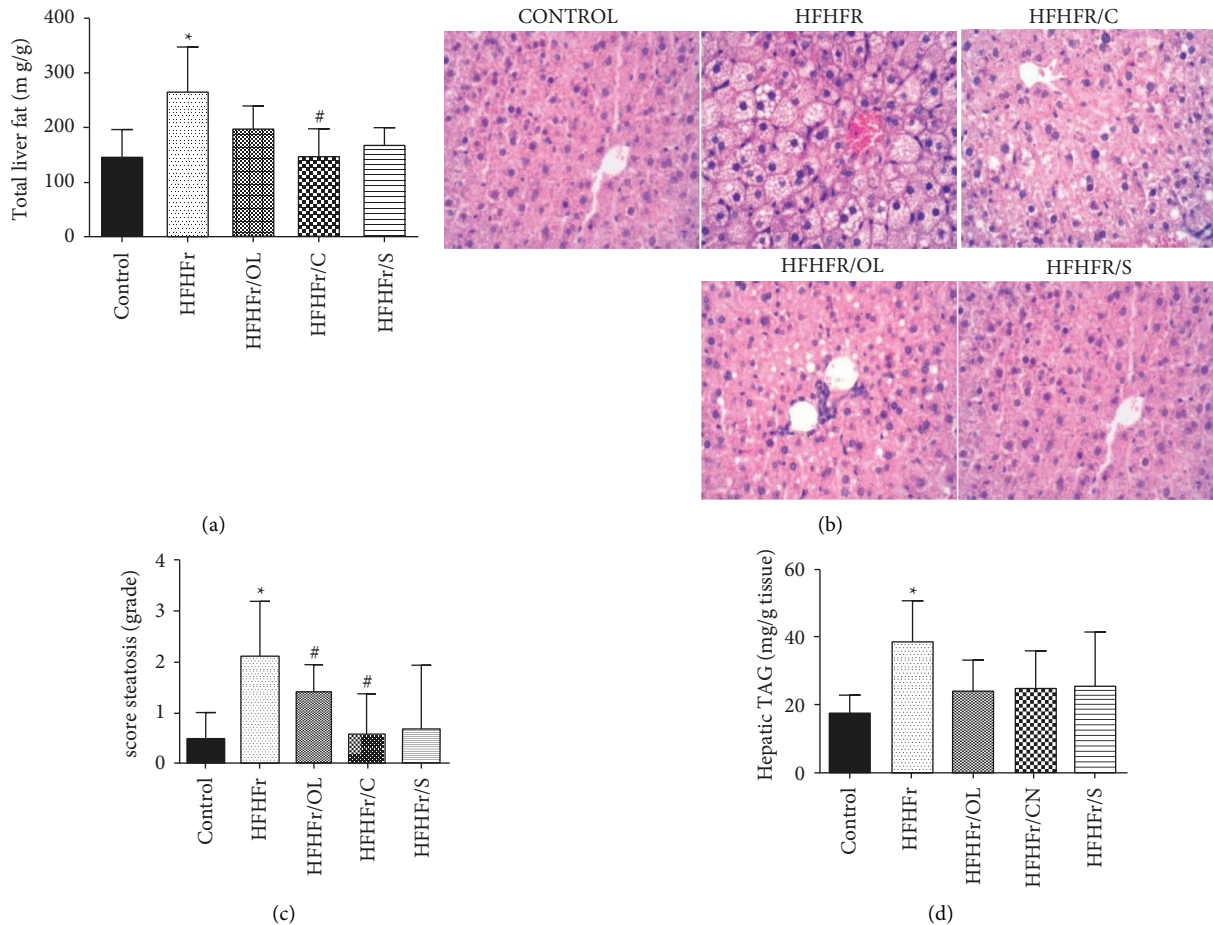 Total liver fat (m g/g)
400
300
200
100
0
*
#
Control
HFHFr
HFHFr/OL
HFHFr/C
HFHFr/S
(a)
CONTROL
HFHFR
HFHFR/C
HFHFR/OL
HFHFR/S
(b)
score steatosis (grade)
4
3
2
1
0
*
#
#
Control
HFHFr
HFHFr/OL
HFHFr/C
HFHFr/S
(c)
Hepatic TAG (mg/g tissue)
60
40
20
0
*
Control
HFHFr
HFHFr/OL
HFHFr/CN
HFHFr/S
(d)